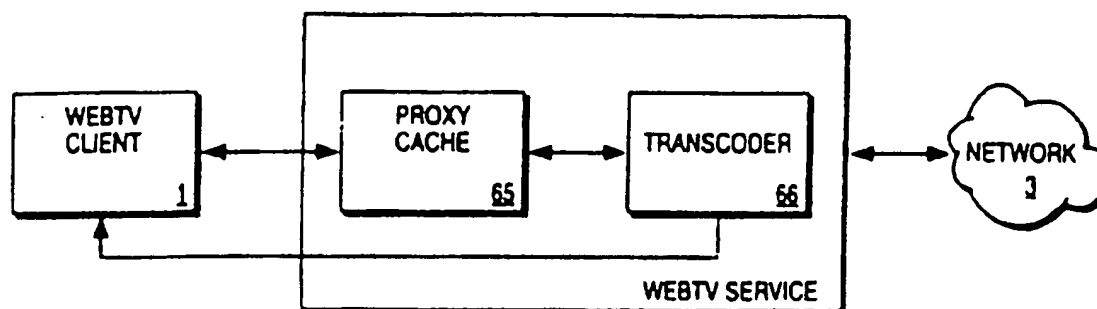 WEBTV
CLIENT
1
PROXY
CACHE
65
TRANSCODER
66
NETWORK
3
WEBTV SERVICE